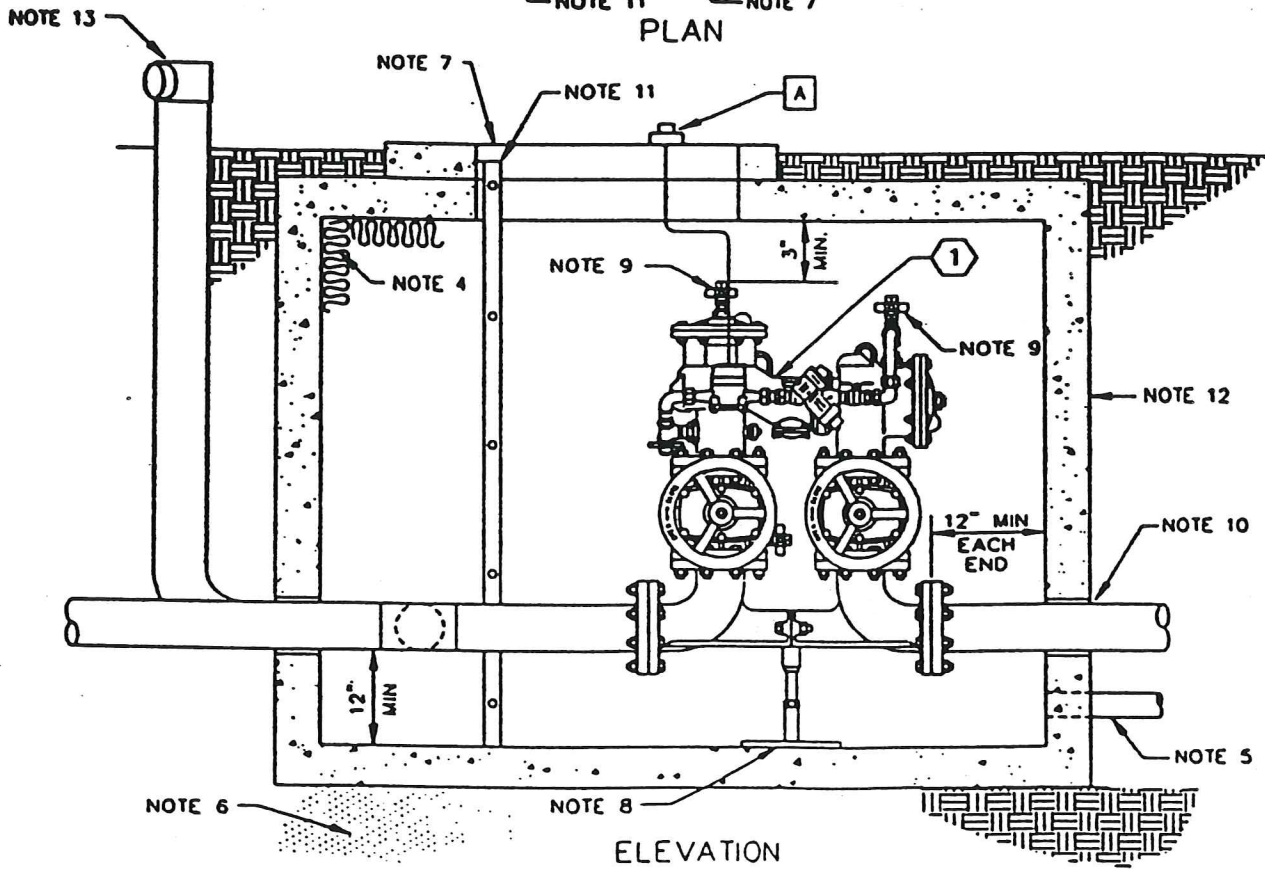 NOTE 11 NOTE 7
PLAN
NOTE 13
NOTE 7
NOTE 11
A
3" MIN.
1
NOTE 9
NOTE 4
NOTE 9
NOTE 12
12" MIN
EACH
END
NOTE 10
12" MIN
NOTE 5
NOTE 6
NOTE 8
ELEVATION